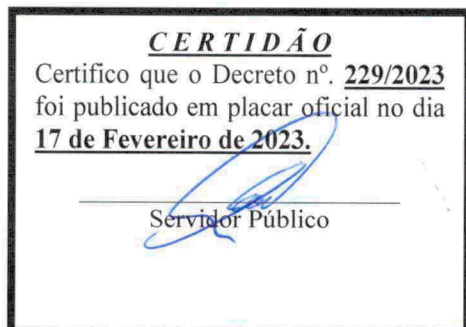 CERTIDÃO
Certifico que o Decreto nº. 229/2023
foi publicado em placar oficial no dia
17 de Fevereiro de 2023.
Servidor Público